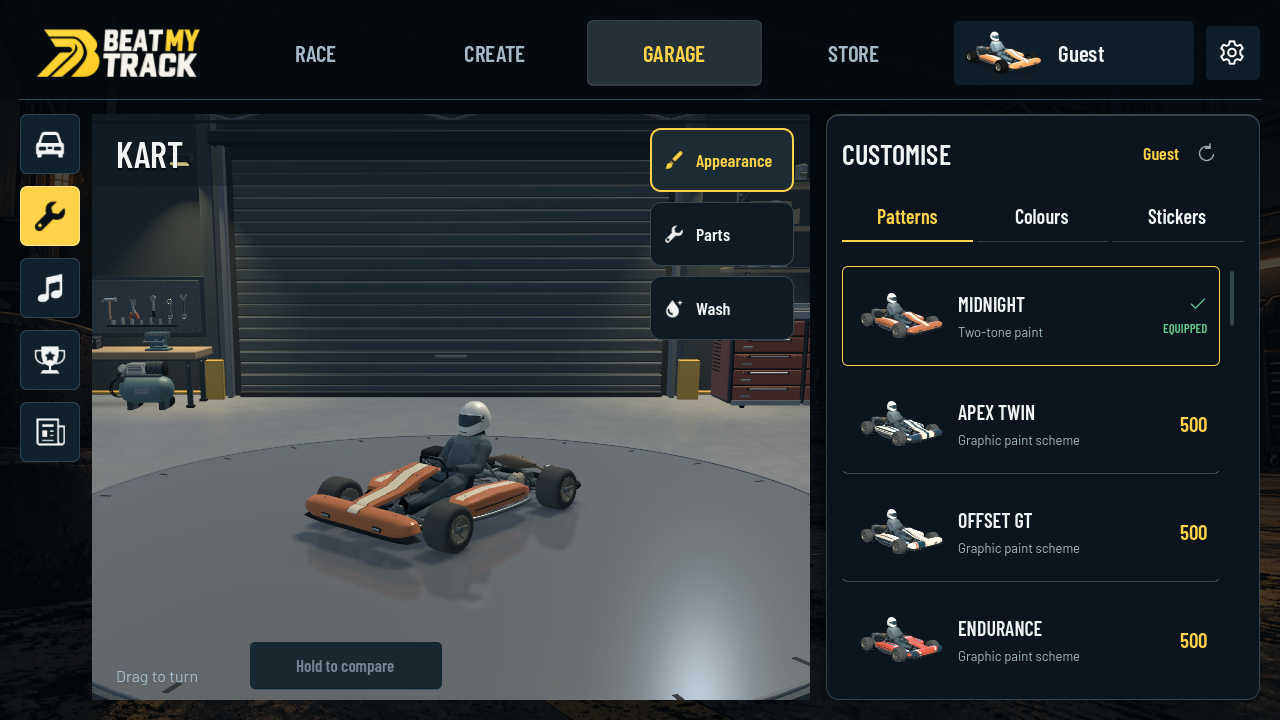 BEATMY
TRACK
RACE
CREATE
GARAGE
STORE
Guest
KART
Appearance
Parts
Wash
Drag to turn
Hold to compare
CUSTOMISE
Guest
Patterns
Colours
Stickers
MIDNIGHT
Two-tone paint
EQUIPPED
APEX TWIN
Graphic paint scheme
500
OFFSET GT
Graphic paint scheme
500
ENDURANCE
Graphic paint scheme
500